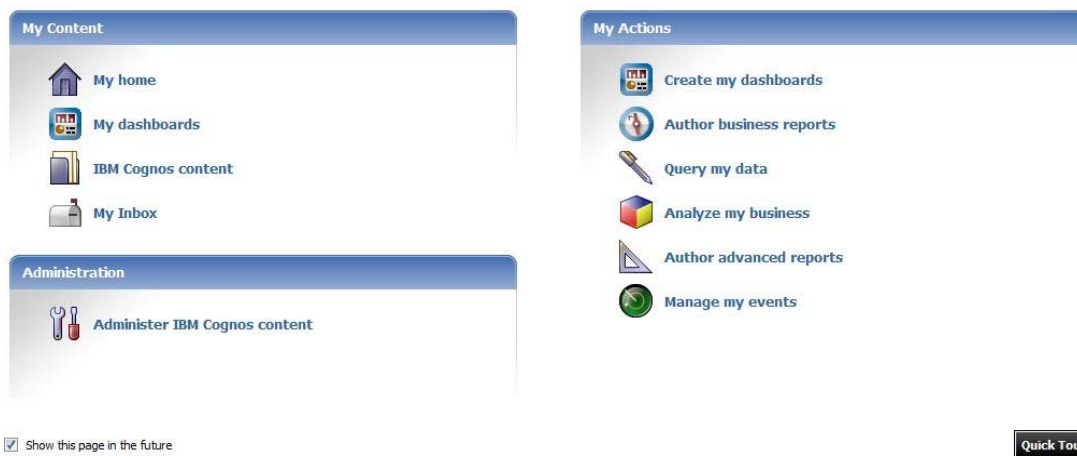 My Content
My home
My dashboards
IBM Cognos content
My Inbox
Administration
Administer IBM Cognos content
My Actions
Create my dashboards
Author business reports
Query my data
Analyze my business
Author advanced reports
Manage my events
Show this page in the future
Quick Tou